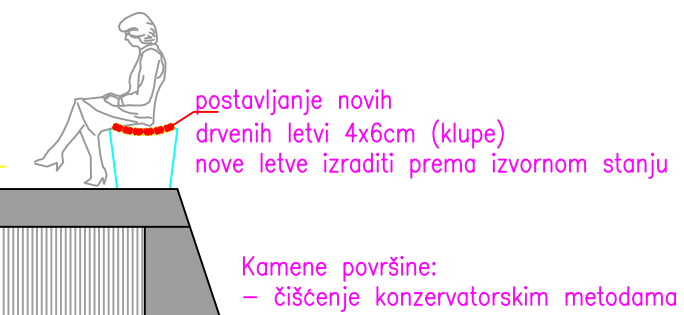 postavljanje novih
drvenih letvi 4x6cm (klupe)
nove letve izraditi prema izvornom stanju
Kamene površine:
– čišćenje konzervatorskim metodama